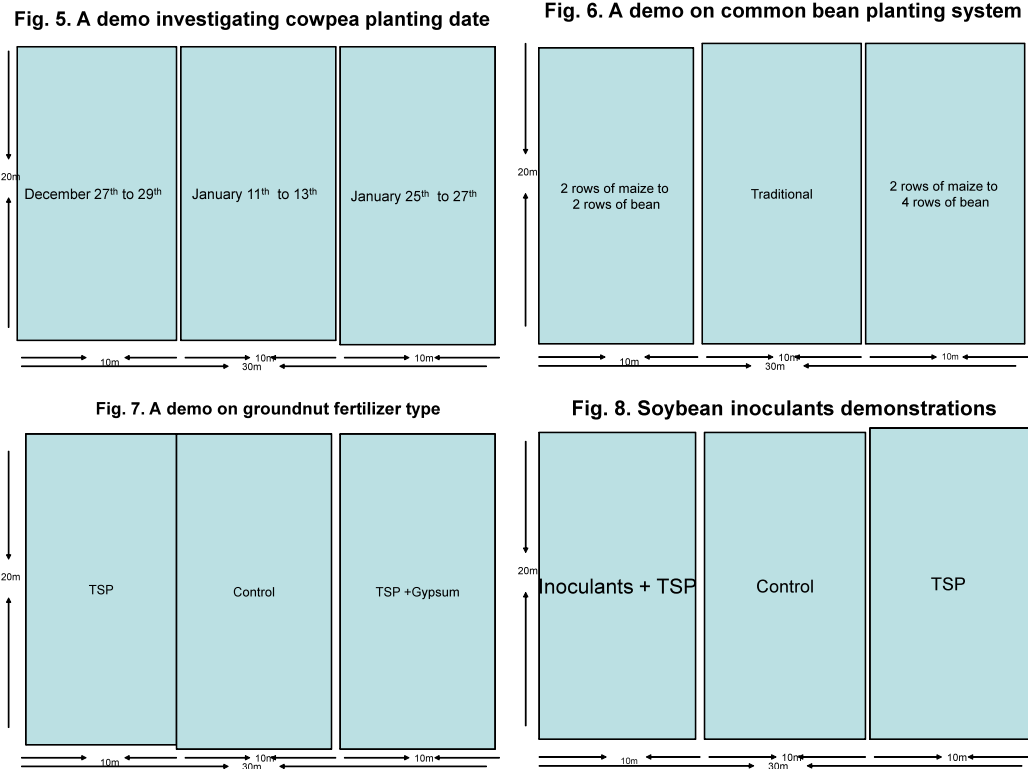 Fig. 5. A demo investigating cowpea planting date
20m
December 27th to 29th
January 11th to 13th
January 25th to 27th
10m
10m
10m
30m
Fig. 6. A demo on common bean planting system
20m
2 rows of maize to
2 rows of bean
Traditional
2 rows of maize to
4 rows of bean
10m
10m
10m
30m
Fig. 7. A demo on groundnut fertilizer type
20m
TSP
Control
TSP +Gypsum
10m
10m
10m
30m
Fig. 8. Soybean inoculants demonstrations
20m
Inoculants + TSP
Control
TSP
10m
10m
10m
30m